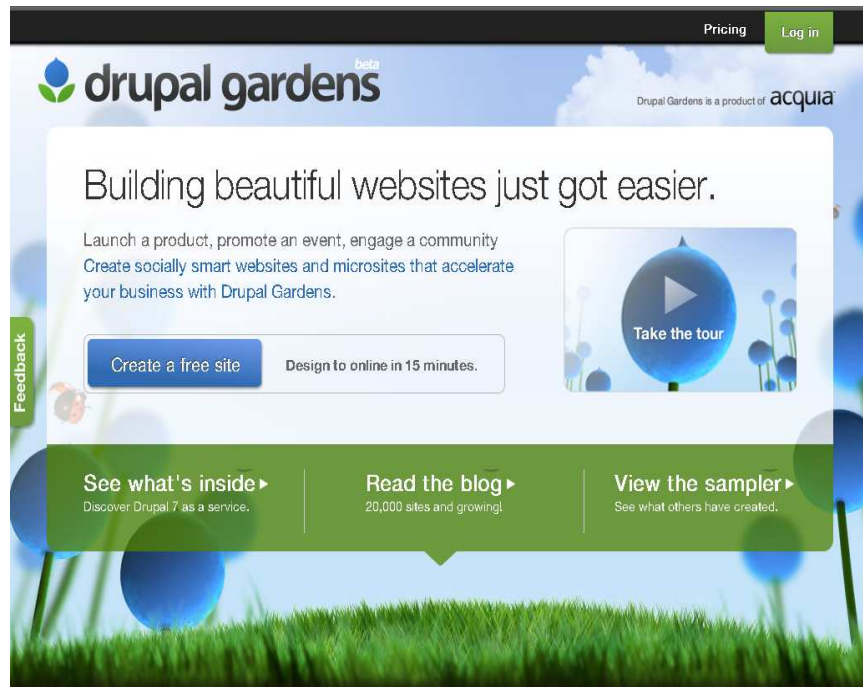 Pricing
Log in
drupal gardens beta
Drupal Gardens is a product of acquia
Building beautiful websites just got easier.
Launch a product, promote an event, engage a community
Create socially smart websites and microsites that accelerate
your business with Drupal Gardens.
Take the tour
Feedback
Create a free site
Design to online in 15 minutes.
See what's inside
Discover Drupal 7 as a service.
Read the blog
20,000 sites and growing!
View the sampler
See what others have created.